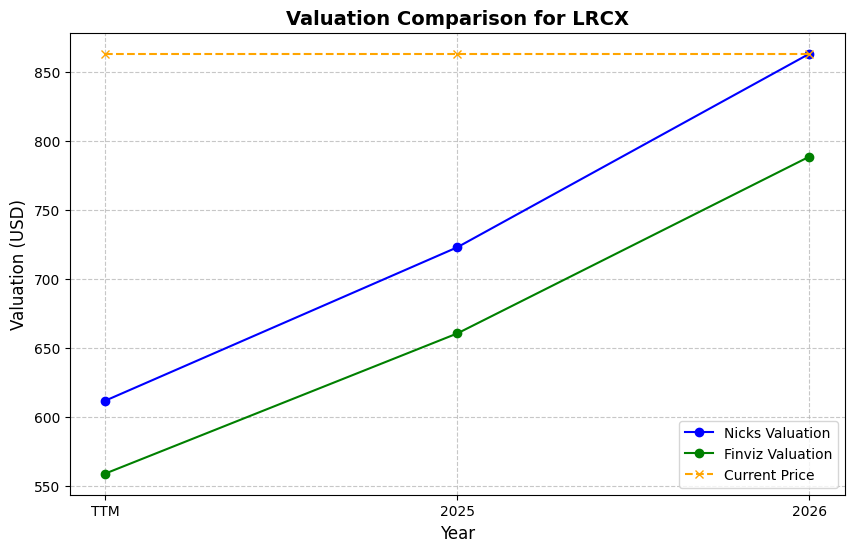 Valuation Comparison for LRCX
Valuation (USD)
850
800
750
700
650
600
550
TTM
2025
2026
Year
Nicks Valuation
Finviz Valuation
Current Price